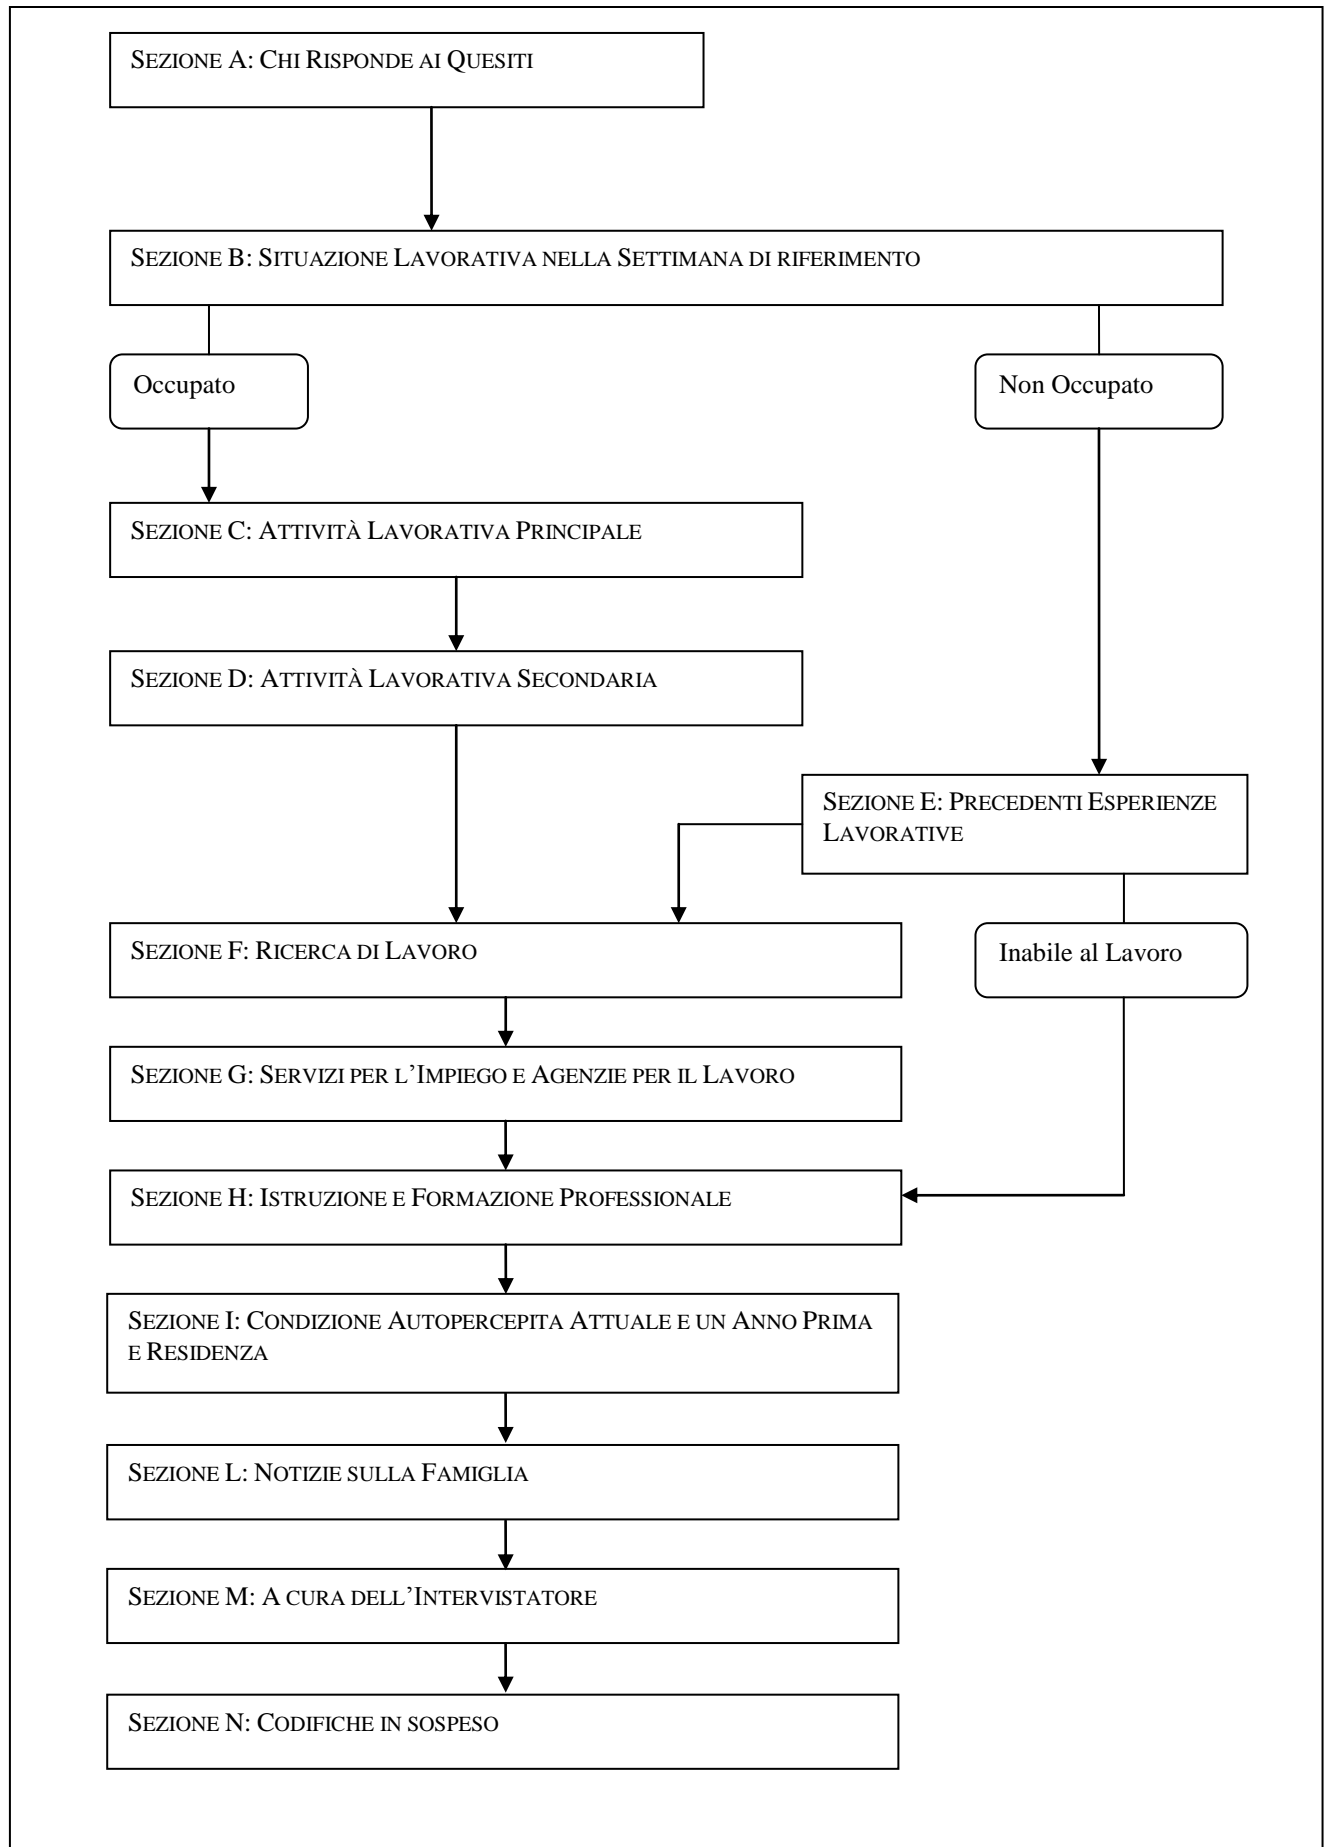 SEZIONE A: CHI RISPONDE AI QUESITI
SEZIONE B: SITUAZIONE LAVORATIVA NELLA SETTIMANA DI RIFERIMENTO
Occupato
Non Occupato
SEZIONE C: ATTIVITÀ LAVORATIVA PRINCIPALE
SEZIONE D: ATTIVITÀ LAVORATIVA SECONDARIA
SEZIONE E: PRECEDENTI ESPERIENZE
LAVORATIVE
SEZIONE F: RICERCA DI LAVORO
Inabile al Lavoro
SEZIONE G: SERVIZI PER L’IMPIEGO E AGENZIE PER IL LAVORO
SEZIONE H: ISTRUZIONE E FORMAZIONE PROFESSIONALE
SEZIONE I: CONDIZIONE AUTOPERCEPITA ATTUALE E UN ANNO PRIMA
E RESIDENZA
SEZIONE L: NOTIZIE SULLA FAMIGLIA
SEZIONE M: A CURA DELL’INTERVISTATORE
SEZIONE N: CODIFICHE IN SOSPESO